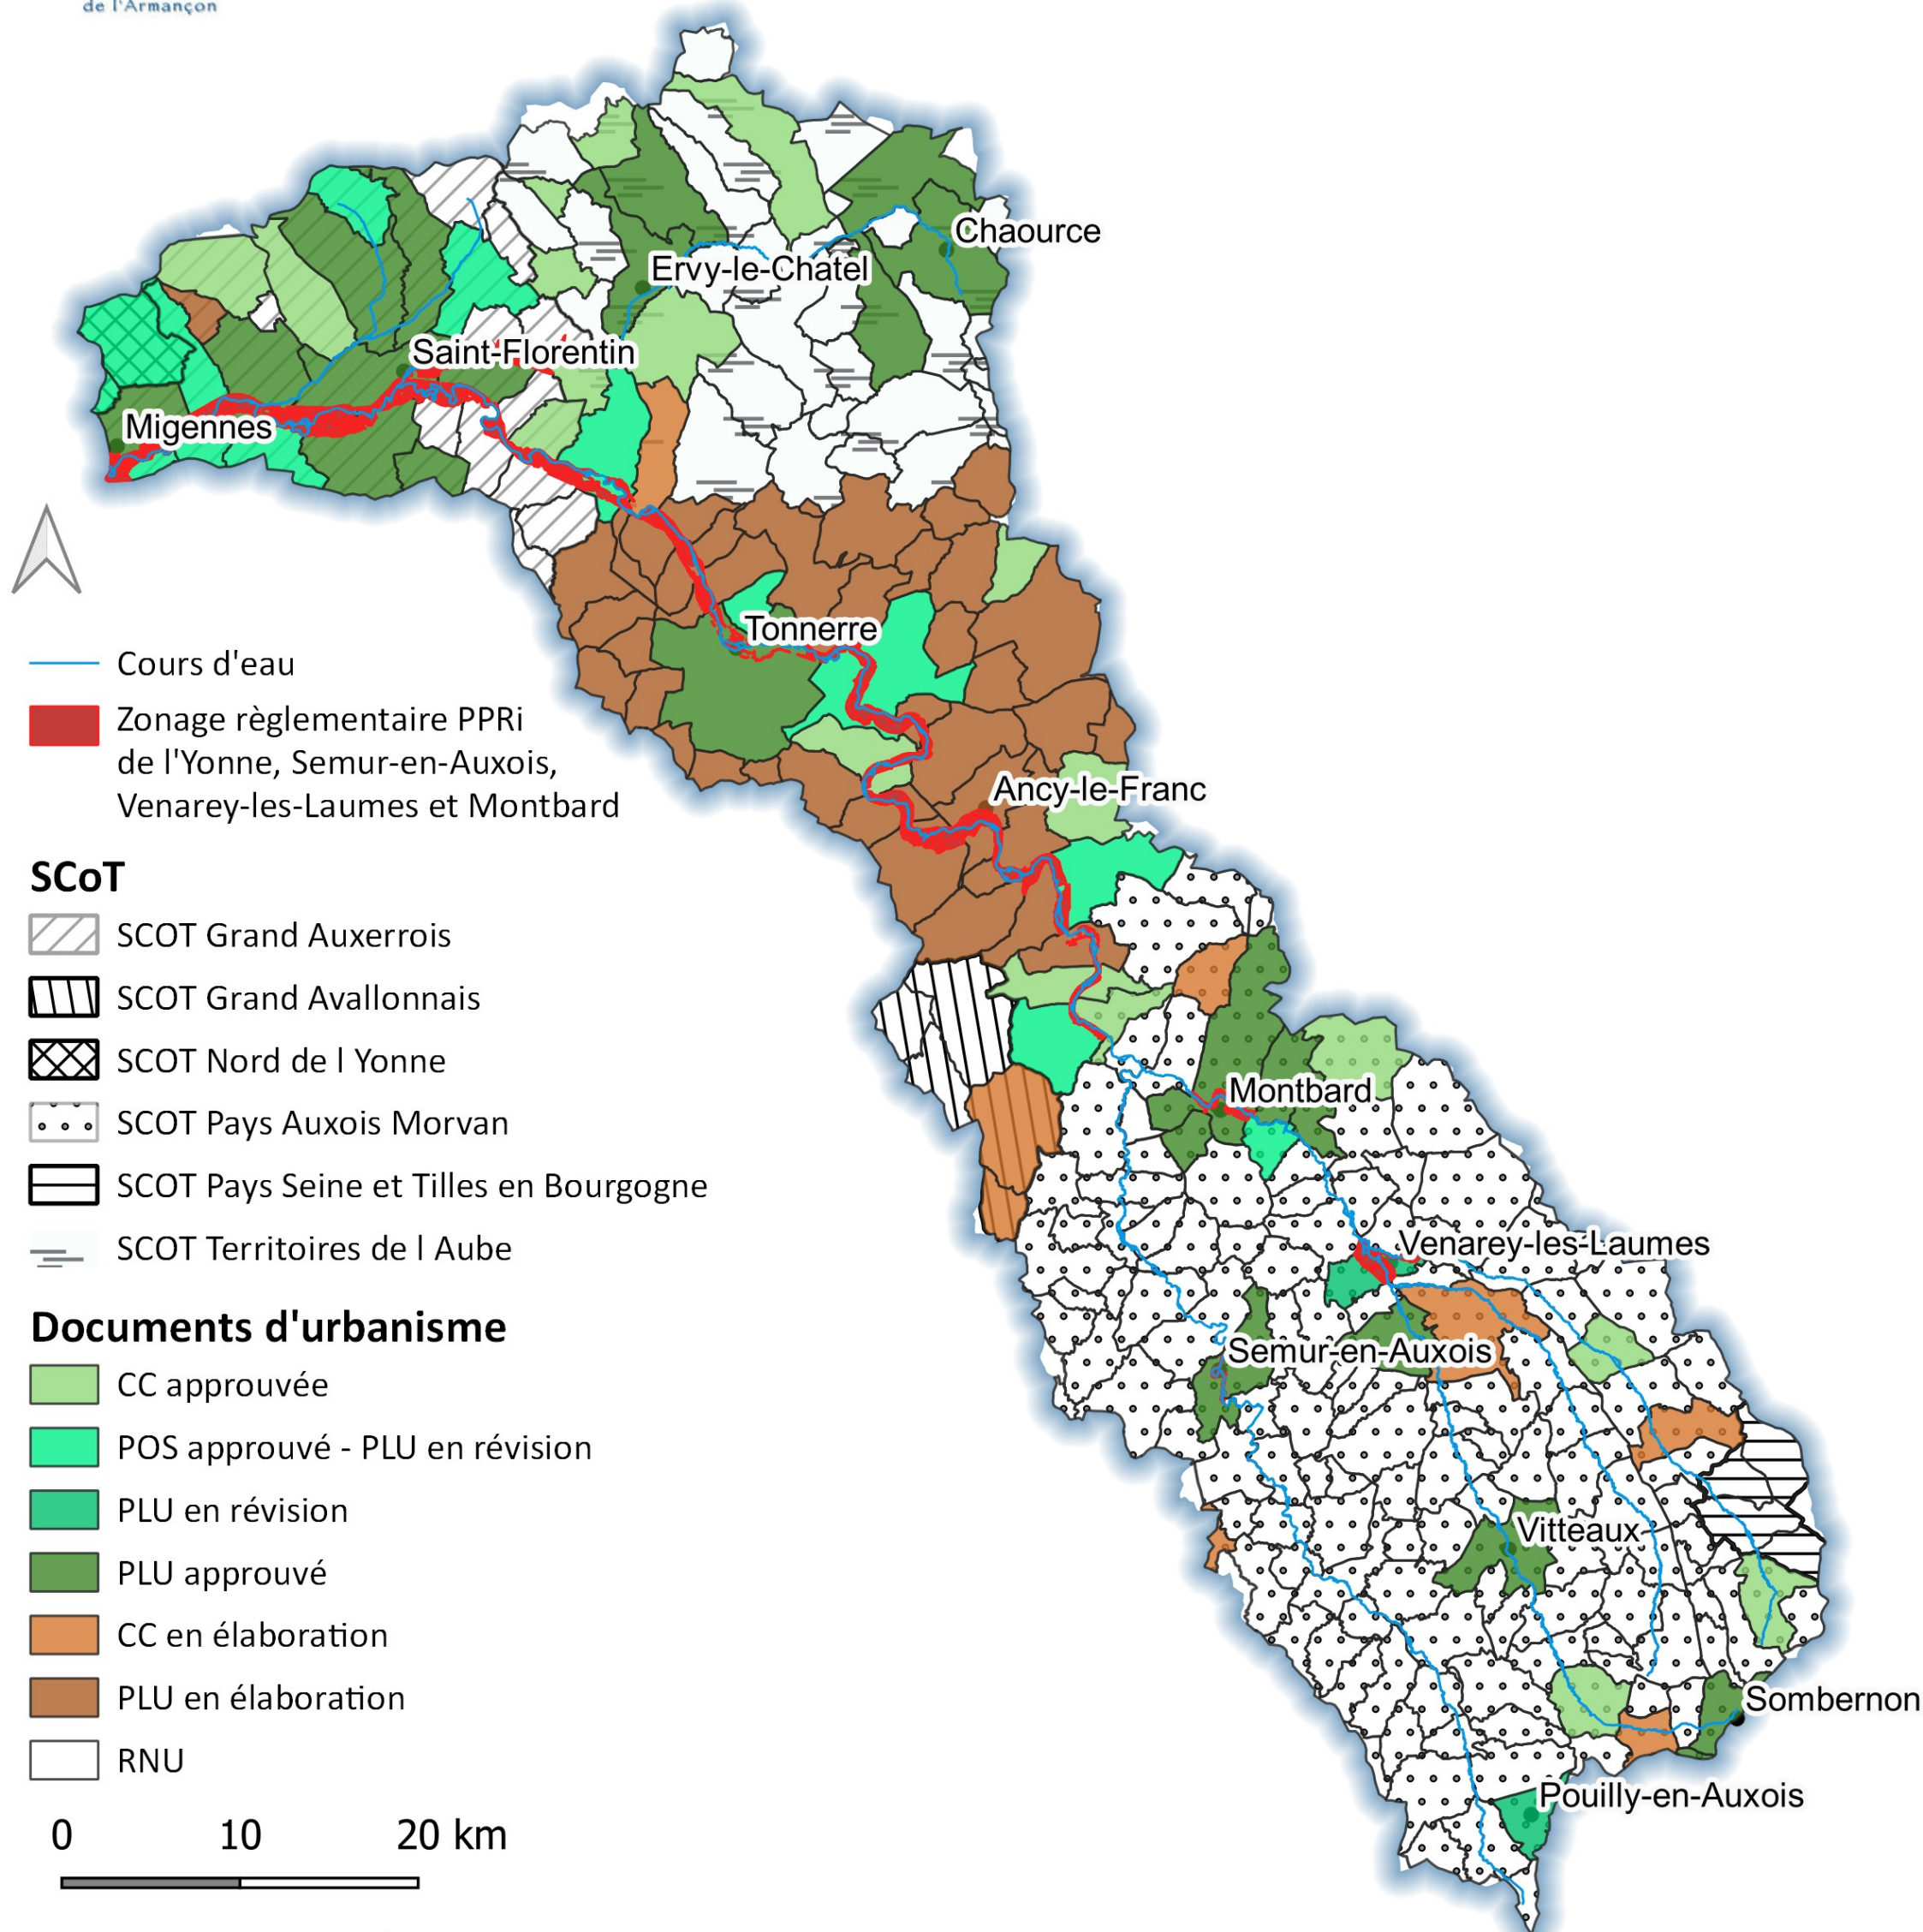 de l'Armançon
Chaource
Ervy-le-Chatel
Saint-Florentin
Migennes
Tonnerre
Cours d'eau
Zonage règlementaire PPRi
de l'Yonne, Semur-en-Auxois,
Venarey-les-Laumes et Montbard
Ancy-le-Franc
SCoT
SCOT Grand Auxerrois
SCOT Grand Avallonnais
SCOT Nord de l Yonne
SCOT Pays Auxois Morvan
SCOT Pays Seine et Tilles en Bourgogne
SCOT Territoires de l Aube
Montbard
Venarey-les-Laumes
Semur-en-Auxois
Documents d'urbanisme
CC approuvée
POS approuvé - PLU en révision
PLU en révision
PLU approuvé
CC en élaboration
PLU en élaboration
RNU
Vitteaux
Sombernon
Pouilly-en-Auxois
0 10 20 km